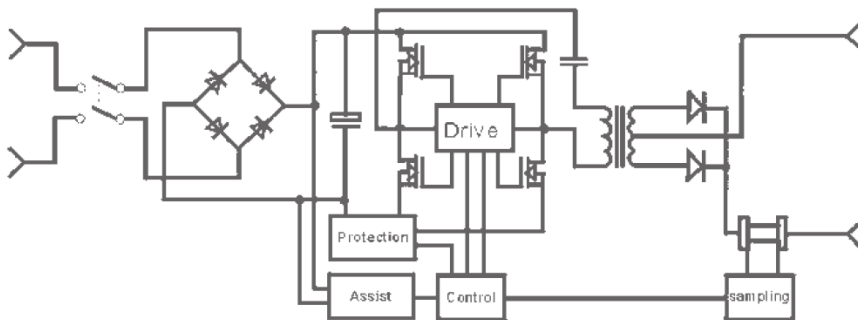 Drive
Protection
Assist
Control
sampling